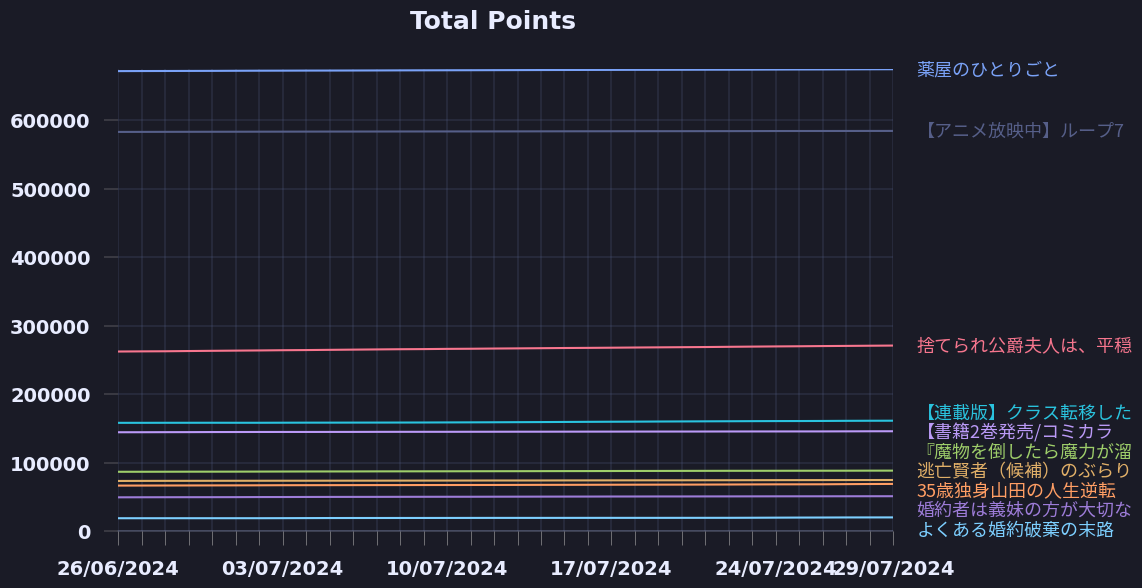 Total Points
薬屋のひとりごと
600000
【アニメ放映中】ループ7
500000
400000
300000
捨てられ公爵夫人は、平穏
200000
【連載版】クラス転移した
【書籍2巻発売/コミカラ
100000
『魔物を倒したら魔力が溜
逃亡賢者（候補）のぶらり
35歳独身山田の人生逆転
婚約者は義妹の方が大切な
0
よくある婚約破棄の末路
26/06/2024 03/07/2024 10/07/2024 17/07/2024 24/07/2024 29/07/2024